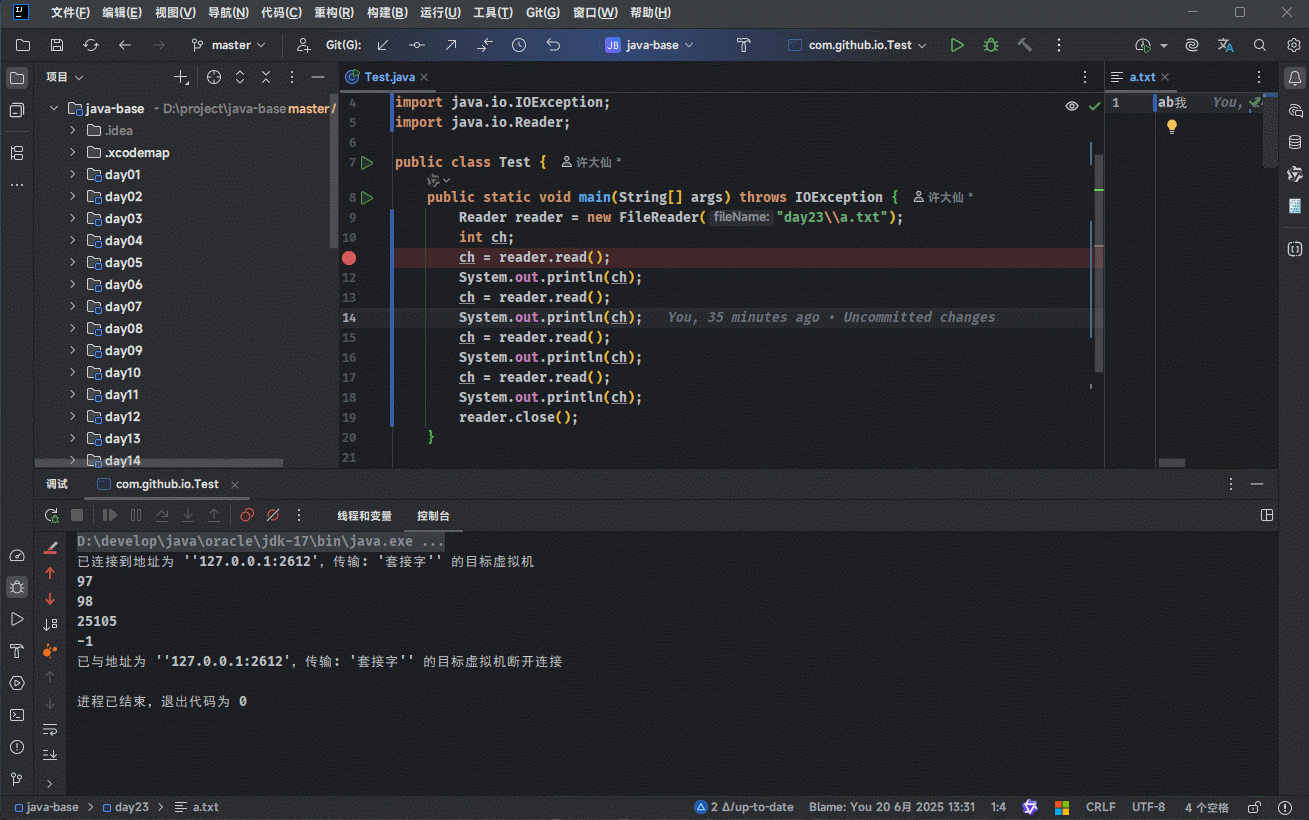 文件(F) 编辑(E) 视图(V) 导航(N) 代码(C) 重构(R) 构建(B) 运行(U) 工具(T) Git(G) 窗口(W) 帮助(H)
master Git(G): JB java-base com.github.io.Test
项目
java-base - D:\project\java-base master /
.idea
.xcodemap
day01
day02
day03
day04
day05
day06
day07
day08
day09
day10
day11
day12
day13
day14
Test.java
4 import java.io.IOException;
5 import java.io.Reader;
6
7 public class Test { 许大仙 *
8 public static void main(String[] args) throws IOException { 许大仙 *
9 Reader reader = new FileReader( fileName: "day23\\a.txt");
10 int ch;
ch = reader.read();
12 System.out.println(ch);
13 ch = reader.read();
14 System.out.println(ch); You, 35 minutes ago • Uncommitted changes
15 ch = reader.read();
16 System.out.println(ch);
17 ch = reader.read();
18 System.out.println(ch);
19 reader.close();
20 }
21
a.txt
1 ab我 You,
调试 com.github.io.Test
线程和变量 控制台
D:\develop\java\oracle\jdk-17\bin\java.exe ...
已连接到地址为 ''127.0.0.1:2612'，传输: '套接字'' 的目标虚拟机
97
98
25105
-1
已与地址为 ''127.0.0.1:2612'，传输: '套接字'' 的目标虚拟机断开连接
进程已结束，退出代码为 0
java-base > day23 > a.txt 2 Δ/up-to-date Blame: You 20 6月 2025 13:31 1:4 CRLF UTF-8 4 个空格